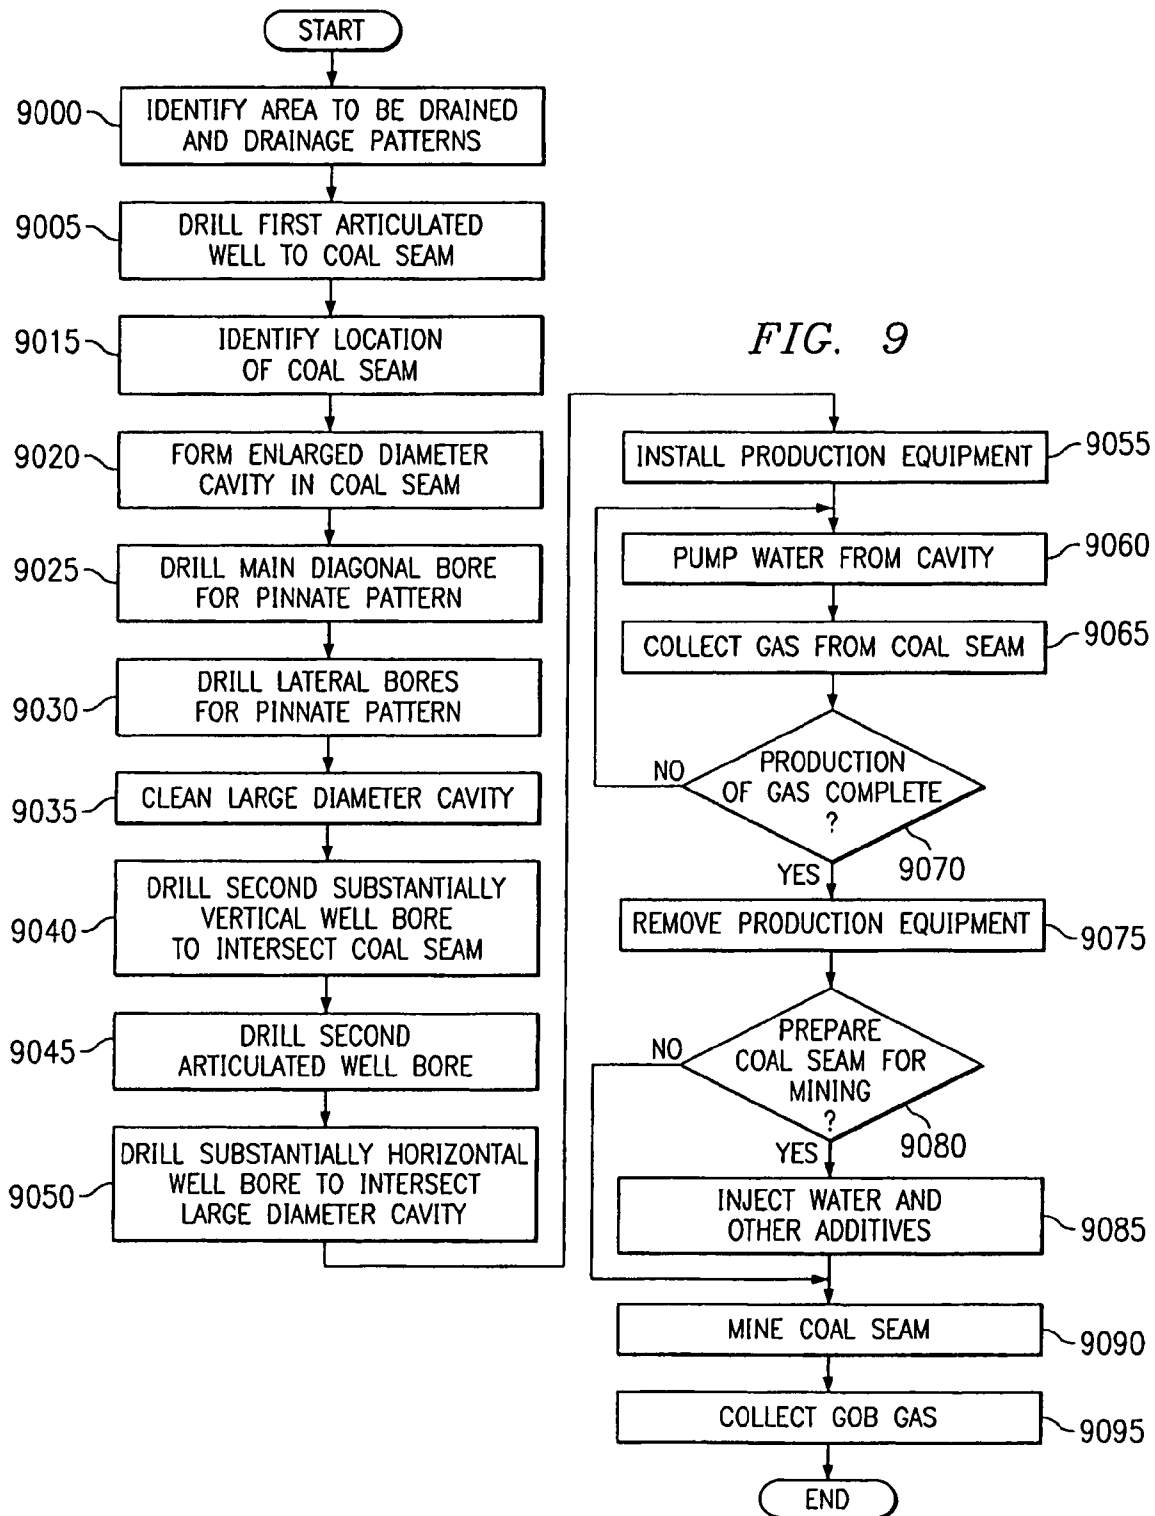 START
9000
IDENTIFY AREA TO BE DRAINED
AND DRAINAGE PATTERNS
9005
DRILL FIRST ARTICULATED
WELL TO COAL SEAM
9015
IDENTIFY LOCATION
OF COAL SEAM
9020
FORM ENLARGED DIAMETER
CAVITY IN COAL SEAM
9025
DRILL MAIN DIAGONAL BORE
FOR PINNATE PATTERN
9030
DRILL LATERAL BORES
FOR PINNATE PATTERN
9035
CLEAN LARGE DIAMETER CAVITY
9040
DRILL SECOND SUBSTANTIALLY
VERTICAL WELL BORE
TO INTERSECT COAL SEAM
9045
DRILL SECOND
ARTICULATED WELL BORE
9050
DRILL SUBSTANTIALLY HORIZONTAL
WELL BORE TO INTERSECT
LARGE DIAMETER CAVITY
FIG. 9
INSTALL PRODUCTION EQUIPMENT
9055
PUMP WATER FROM CAVITY
9060
COLLECT GAS FROM COAL SEAM
9065
PRODUCTION
OF GAS COMPLETE
?
NO
9070
YES
REMOVE PRODUCTION EQUIPMENT
9075
PREPARE
COAL SEAM FOR
MINING
?
NO
9080
YES
INJECT WATER AND
OTHER ADDITIVES
9085
MINE COAL SEAM
9090
COLLECT GOB GAS
9095
END